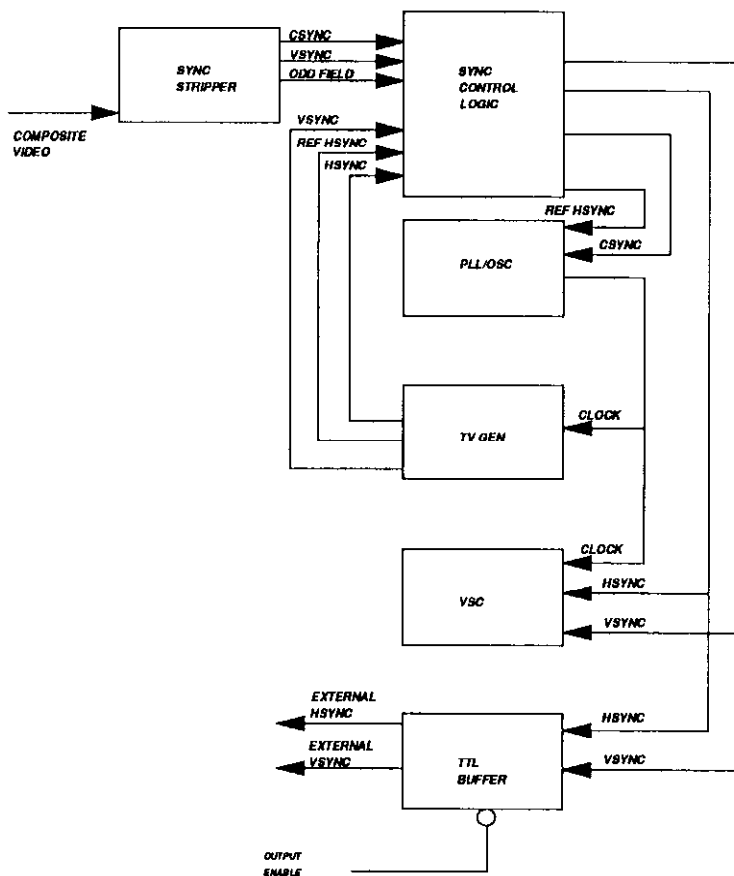 CSYNC
VSYNC
ODD FIELD
SYNC
STRIPPER
SYNC
CONTROL
LOGIC
COMPOSITE
VIDEO
VSYNC
REF HSYNC
HSYNC
REF HSYNC
CSYNC
PLL/OSC
TV GEN
CLOCK
CLOCK
HSYNC
VSYNC
VSC
EXTERNAL
HSYNC
EXTERNAL
VSYNC
TTL
BUFFER
HSYNC
VSYNC
OUTPUT
ENABLE